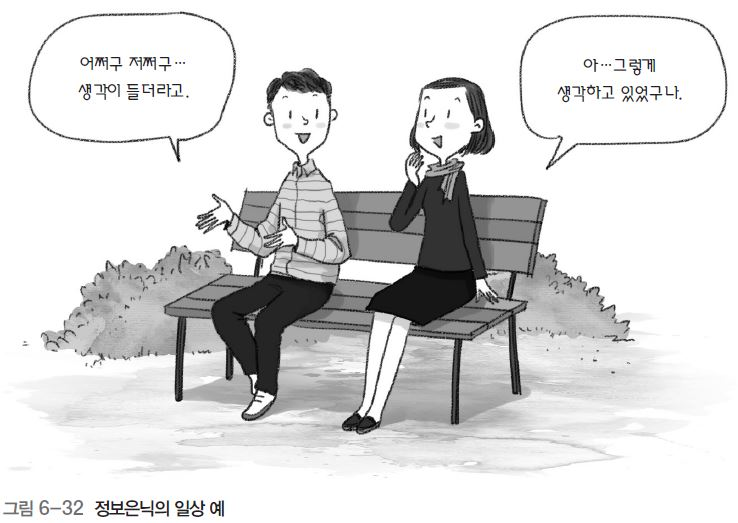 어쩌구 저쩌구…
생각이 들더라고.
아…그렇게
생각하고 있었구나.
그림 6-32 정보은닉의 일상 예